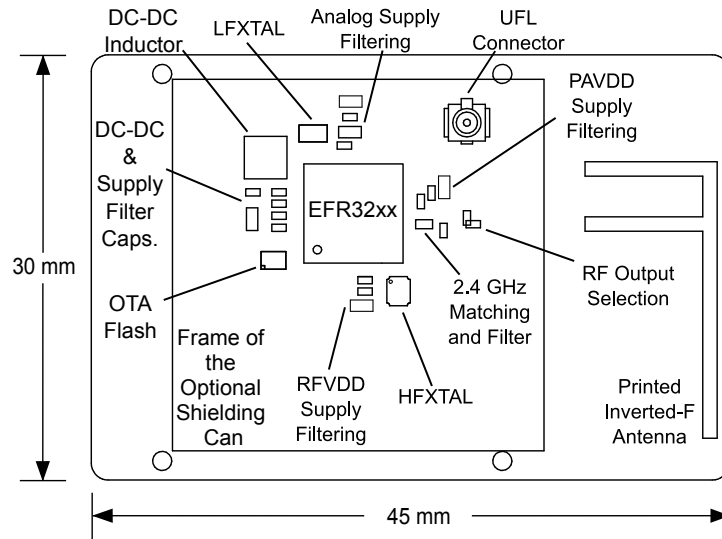 DC-DC
Inductor
LFXTAL
Analog Supply
Filtering
UFL
Connector
PAVDD
Supply
Filtering
DC-DC
&
Supply
Filter
Caps.
EFR32xx
30 mm
OTA
Flash
Frame of
the
Optional
Shielding
Can
RFVDD
Supply
Filtering
HFXTAL
2.4 GHz
Matching
and Filter
RF Output
Selection
Printed
Inverted-F
Antenna
45 mm